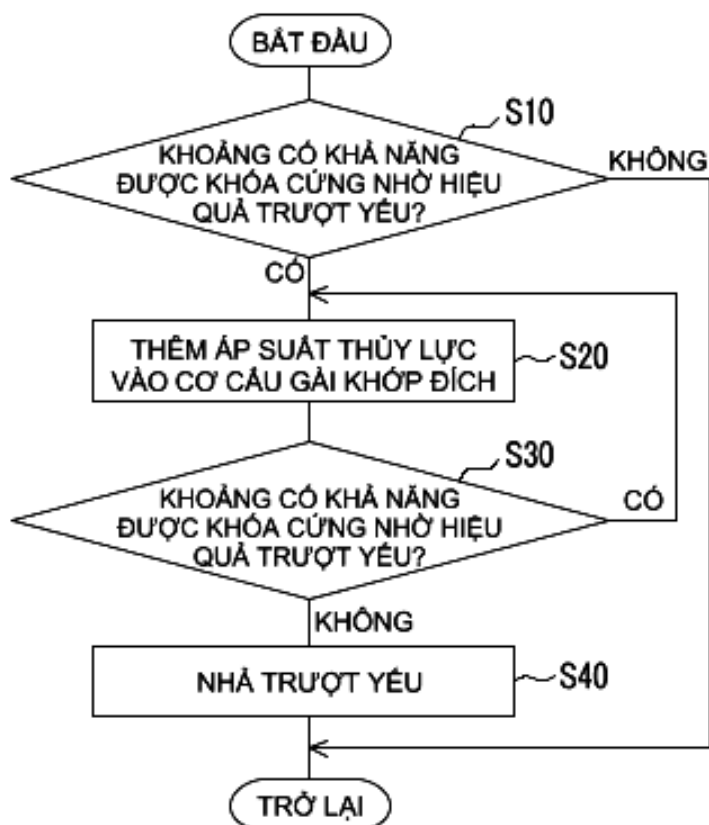 BẮT ĐẦU
S10
KHOẢNG CÓ KHẢ NĂNG
ĐƯỢC KHÓA CỨNG NHỜ HIỆU
QUẢ TRƯỢT YẾU?
KHÔNG
CÓ
THÊM ÁP SUẤT THỦY LỰC
VÀO CƠ CẤU GÀI KHỚP ĐÍCH
S20
S30
KHOẢNG CÓ KHẢ NĂNG
ĐƯỢC KHÓA CỨNG NHỜ HIỆU
QUẢ TRƯỢT YẾU?
CÓ
KHÔNG
NHẢ TRƯỢT YẾU
S40
TRỞ LẠI